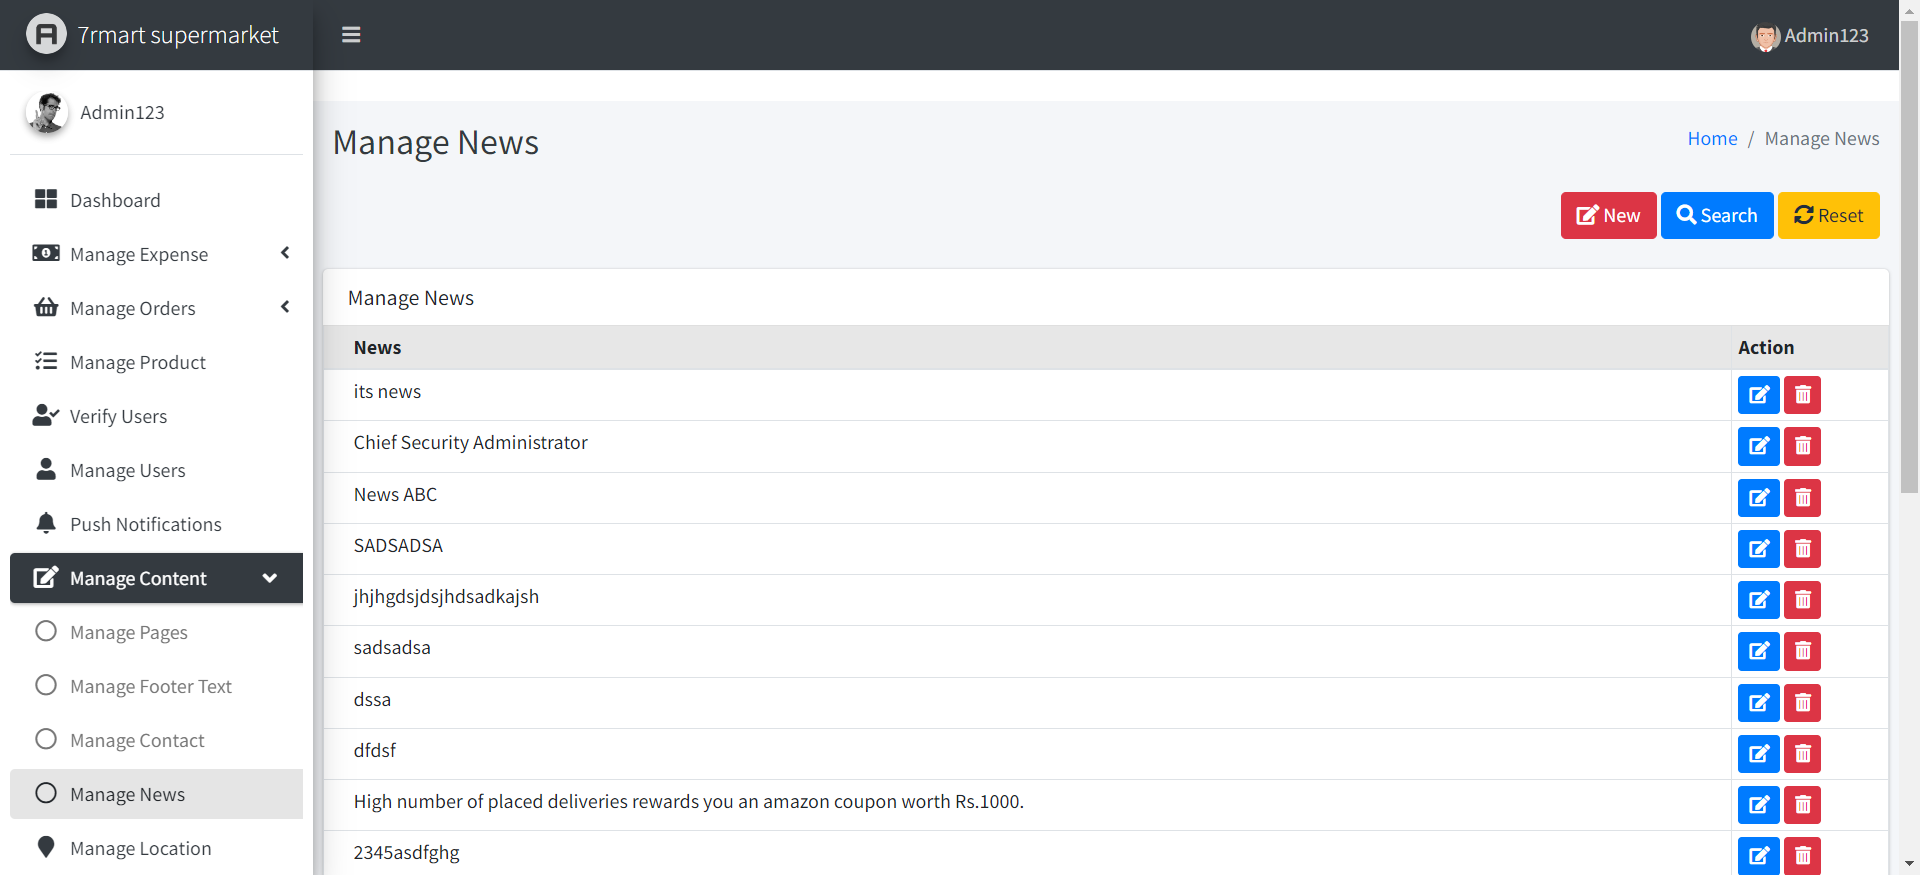 7rmart supermarket
Admin123
Admin123
Dashboard
Manage Expense
Manage Orders
Manage Product
Verify Users
Manage Users
Push Notifications
Manage Content
Manage Pages
Manage Footer Text
Manage Contact
Manage News
Manage Location
Manage News
Home / Manage News
New Search Reset
Manage News
News Action
its news
Chief Security Administrator
News ABC
SADSADSA
jhjhgdsjdsjhdsadkajsh
sadsadsa
dssa
dfdsf
High number of placed deliveries rewards you an amazon coupon worth Rs.1000.
2345asdfghg